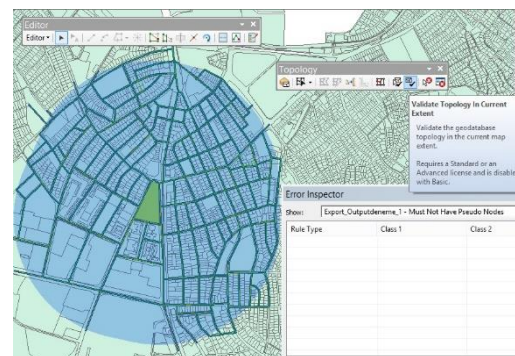 Editor
Editor
Topology
Validate Topology In Current
Extent
Validate the geodatabase
topology in the current map
extent.
Requires a Standard or an
Advanced license and is disable
with Basic.
Error Inspector
Show: Export_Outputdeneme_1 - Must Not Have Pseudo Nodes
Rule Type Class 1 Class 2